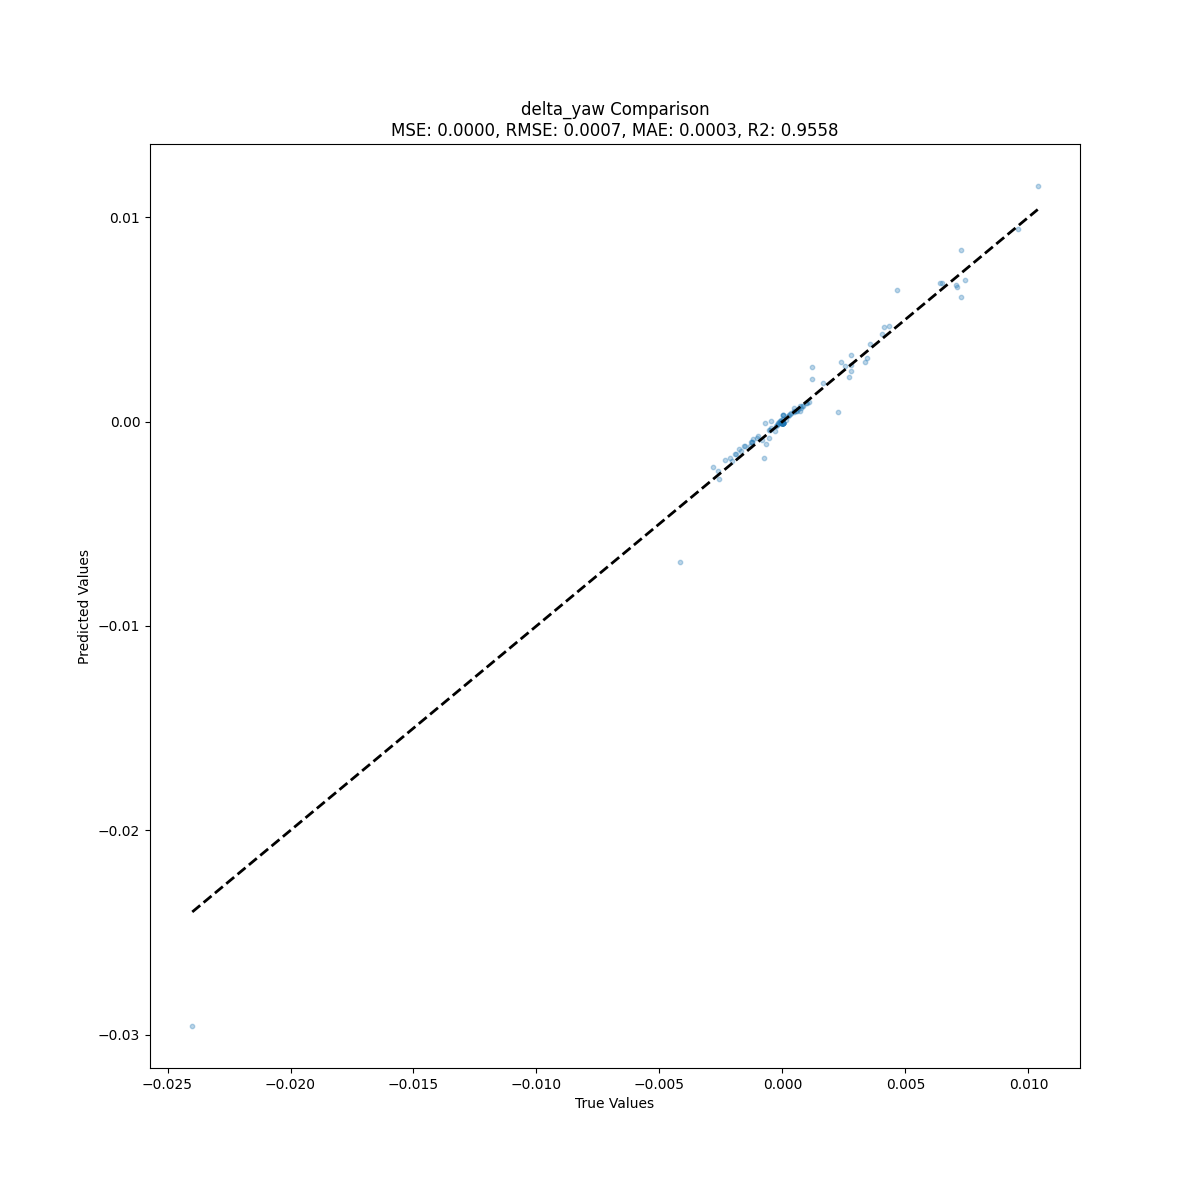 delta_yaw Comparison
MSE: 0.0000, RMSE: 0.0007, MAE: 0.0003, R2: 0.9558
0.01
0.00
−0.01
−0.02
−0.03
Predicted Values
−0.025 −0.020 −0.015 −0.010 −0.005 0.000 0.005 0.010
True Values